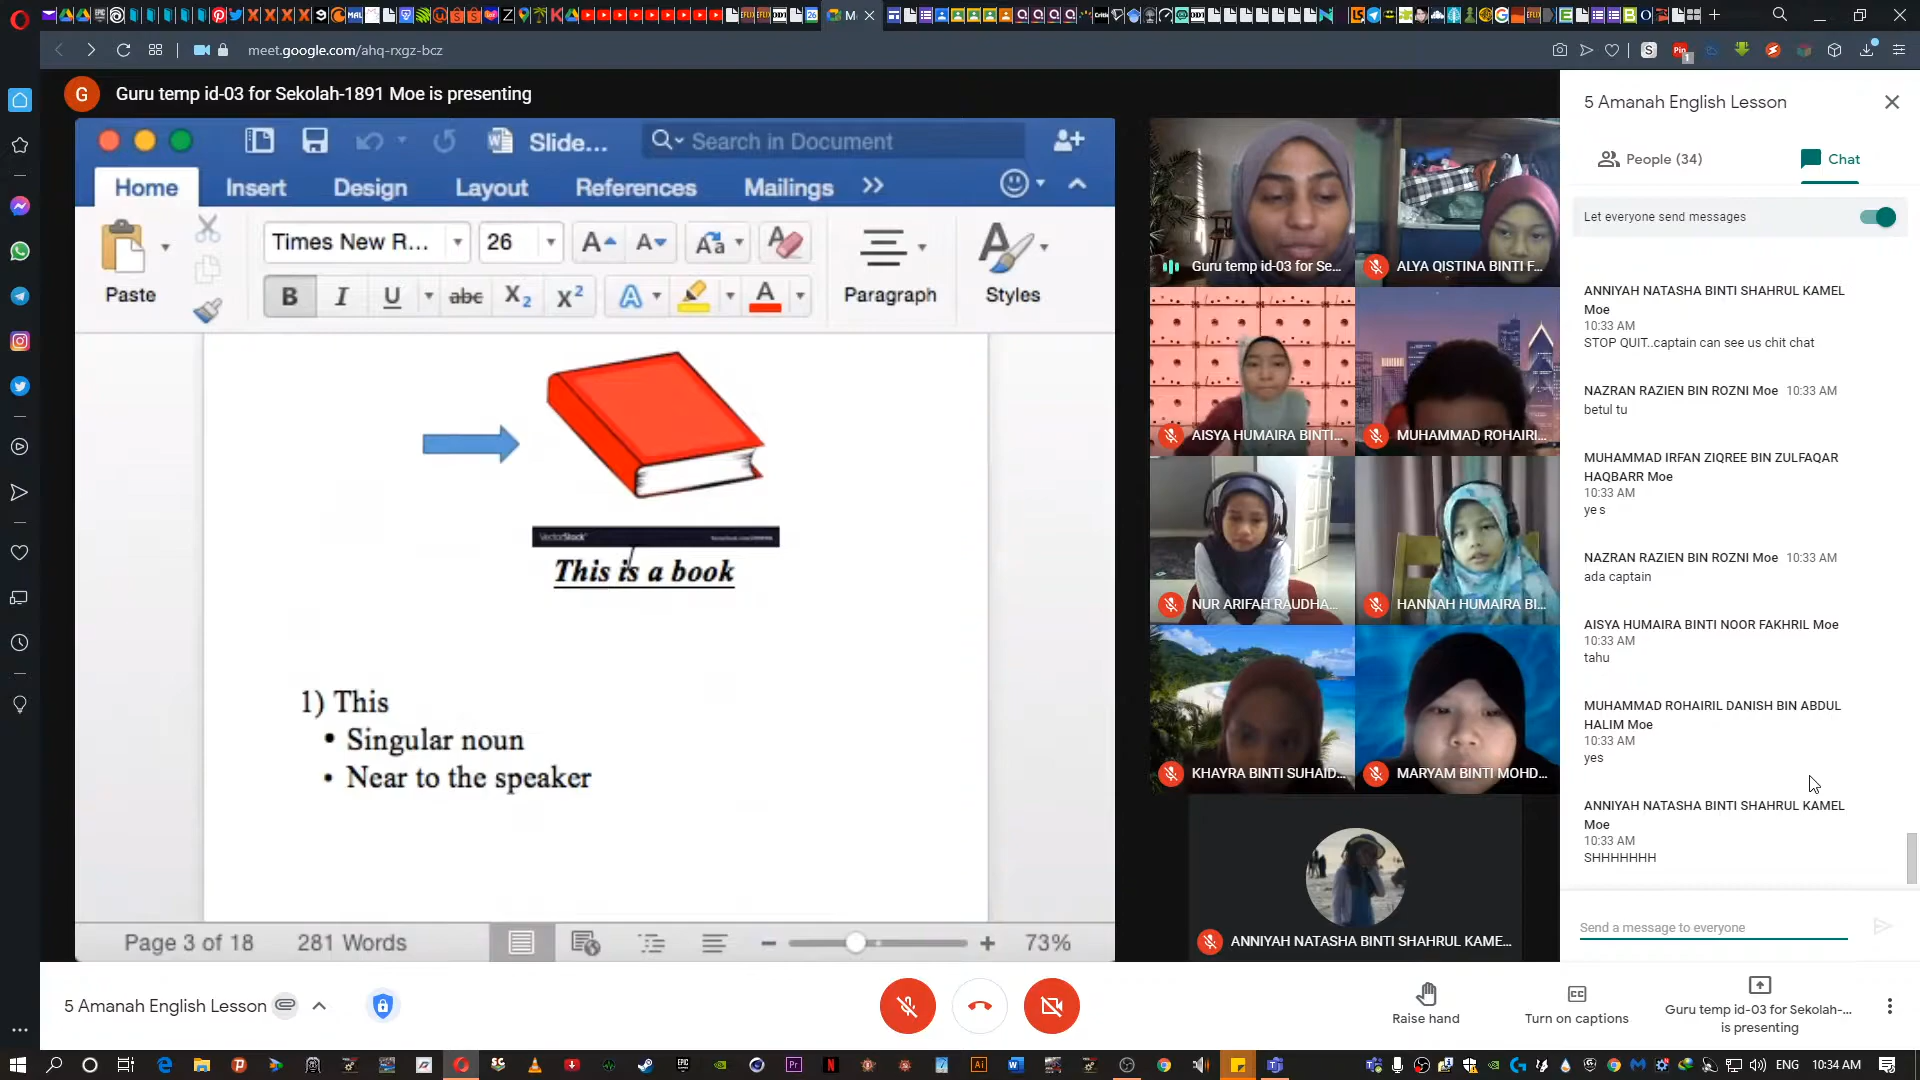 meet.google.com/ahq-rxgz-bcz
G
Guru temp id-03 for Sekolah-1891 Moe is presenting
Slide...
Search in Document
Home
Insert
Design
Layout
References
Mailings
Paste
Times New R...
26
B
I
U
abc
X2
X2
Paragraph
Styles
VectorStock
This is a book
1) This
• Singular noun
• Near to the speaker
Page 3 of 18
281 Words
73%
Guru temp id-03 for Se...
ALYA QISTINA BINTI F...
AISYA HUMAIRA BINTI...
MUHAMMAD ROHAIRI...
NUR ARIFAH RAUDHA...
HANNAH HUMAIRA BI...
KHAYRA BINTI SUHAID...
MARYAM BINTI MOHD...
ANNIYAH NATASHA BINTI SHAHRUL KAME...
5 Amanah English Lesson
People (34)
Chat
Let everyone send messages
ANNIYAH NATASHA BINTI SHAHRUL KAMEL
Moe
10:33 AM
STOP QUIT..captain can see us chit chat
NAZRAN RAZIEN BIN ROZNI Moe 10:33 AM
betul tu
MUHAMMAD IRFAN ZIQREE BIN ZULFAQAR
HAQBARR Moe
10:33 AM
ye s
NAZRAN RAZIEN BIN ROZNI Moe 10:33 AM
ada captain
AISYA HUMAIRA BINTI NOOR FAKHRIL Moe
10:33 AM
tahu
MUHAMMAD ROHAIRIL DANISH BIN ABDUL
HALIM Moe
10:33 AM
yes
ANNIYAH NATASHA BINTI SHAHRUL KAMEL
Moe
10:33 AM
SHHHHHHH
Send a message to everyone
5 Amanah English Lesson
Raise hand
Turn on captions
Guru temp id-03 for Sekolah-...
is presenting
ENG
10:34 AM